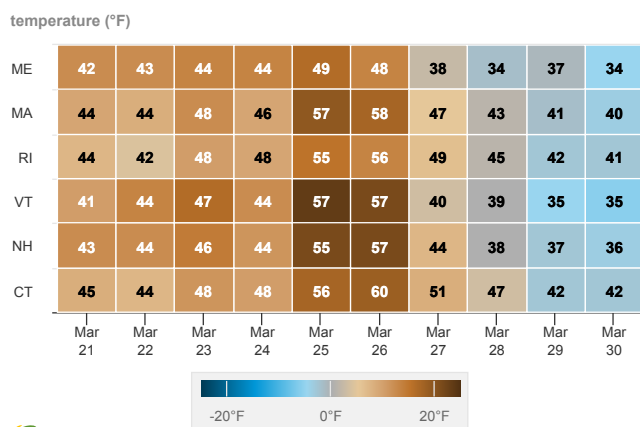 temperature (°F)
ME 42 43 44 44 49 48 38 34 37 34
MA 44 44 48 46 57 58 47 43 41 40
RI 44 42 48 48 55 56 49 45 42 41
VT 41 44 47 44 57 57 40 39 35 35
NH 43 44 46 44 55 57 44 38 37 36
CT 45 44 48 48 56 60 51 47 42 42
Mar Mar Mar Mar Mar Mar Mar Mar Mar Mar
21 22 23 24 25 26 27 28 29 30
-20°F 0°F 20°F